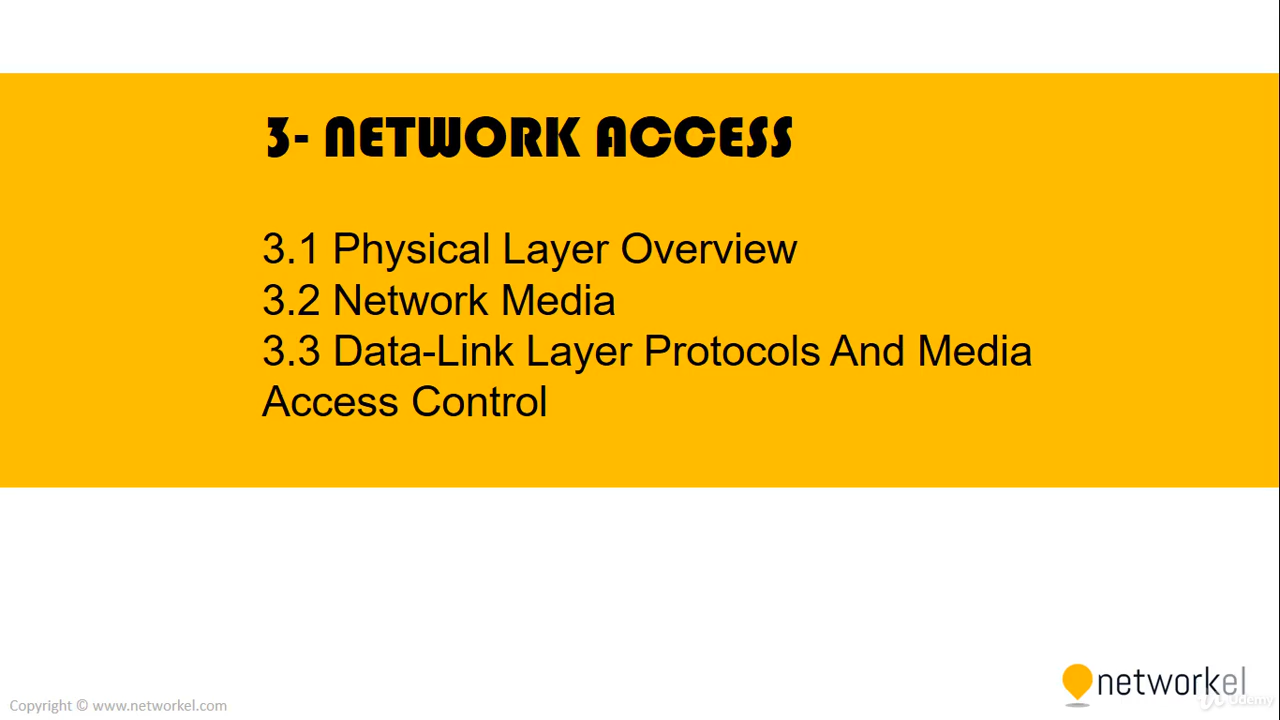 3- NETWORK ACCESS
3.1 Physical Layer Overview
3.2 Network Media
3.3 Data-Link Layer Protocols And Media
Access Control
networkel
Udemy
Copyright © www.networkel.com